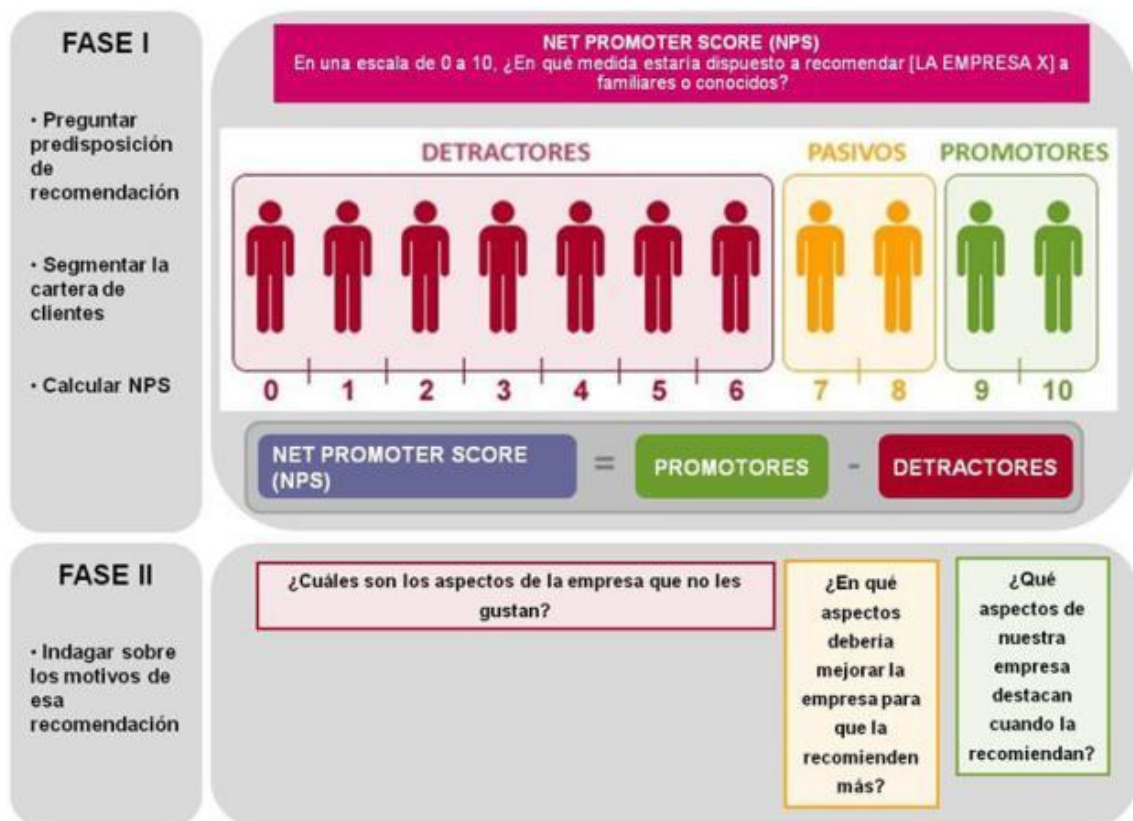 FASE I
• Preguntar
predisposición
de
recomendación
• Segmentar la
cartera de
clientes
• Calcular NPS
NET PROMOTER SCORE (NPS)
En una escala de 0 a 10, ¿En qué medida estaría dispuesto a recomendar [LA EMPRESA X] a
familiares o conocidos?
DETRACTORES PASIVOS PROMOTORES
0 1 2 3 4 5 6 7 8 9 10
NET PROMOTER SCORE
(NPS)
= PROMOTORES - DETRACTORES
FASE II
• Indagar sobre
los motivos de
esa
recomendación
¿Cuáles son los aspectos de la empresa que no les
gustan?
¿En qué
aspectos
debería
mejorar la
empresa para
que la
recomienden
más?
¿Qué
aspectos de
nuestra
empresa
destacan
cuando la
recomiendan?